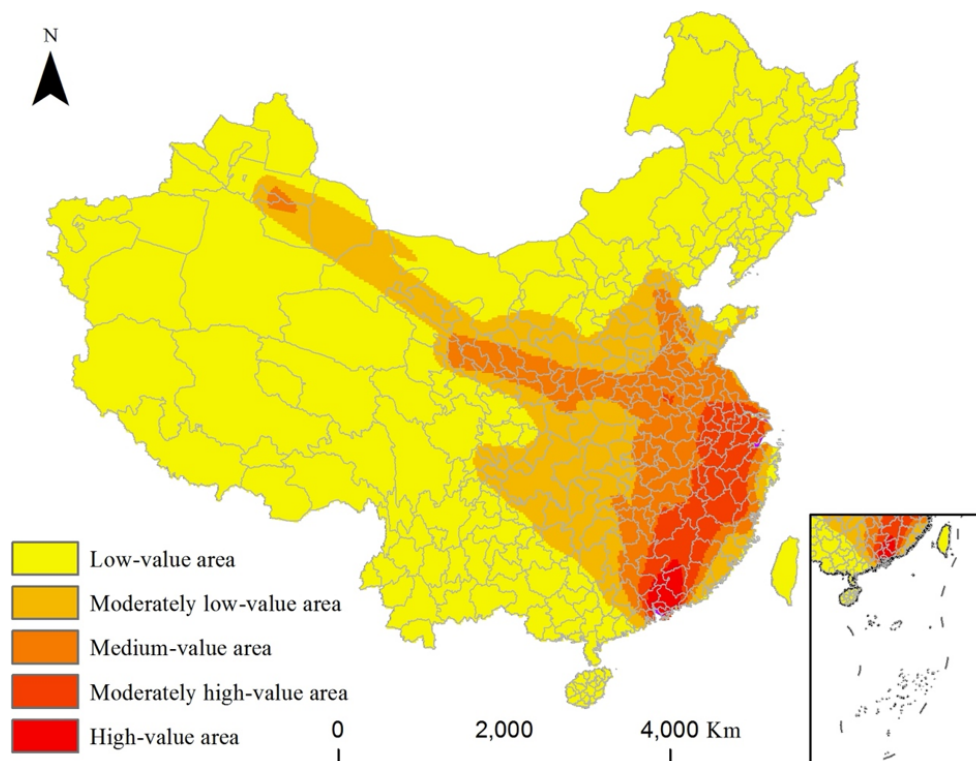 N
Low-value area
Moderately low-value area
Medium-value area
Moderately high-value area
High-value area
0 2,000 4,000 Km